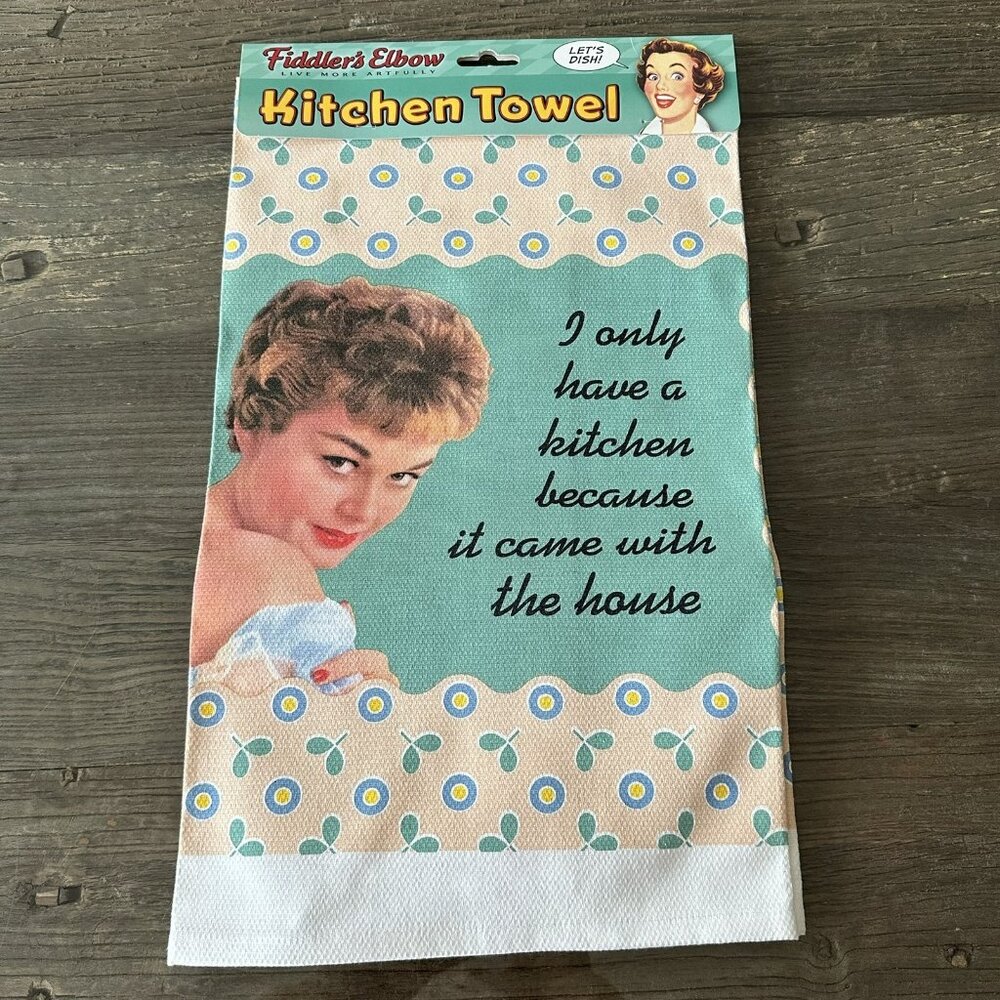 Fiddler's Elbow
LIVE MORE ARTFULLY
LET'S
DISH!
Kitchen Towel
I only
have a
kitchen
because
it came with
the house